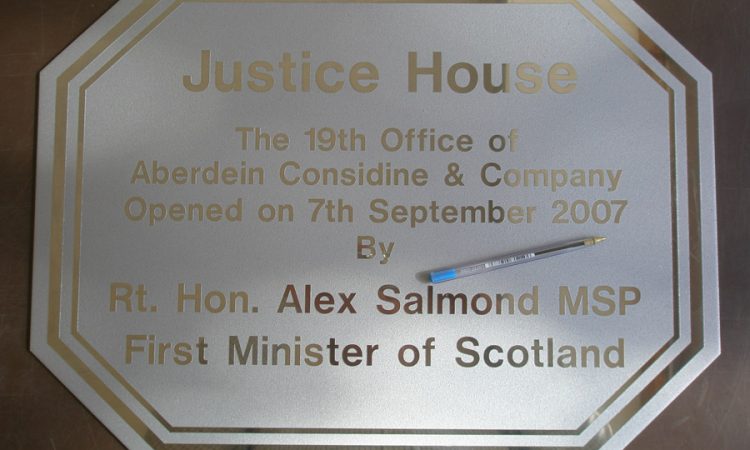 Justice House
The 19th Office of
Aberdein Considine & Company
Opened on 7th September 2007
By
Rt. Hon. Alex Salmond MSP
First Minister of Scotland